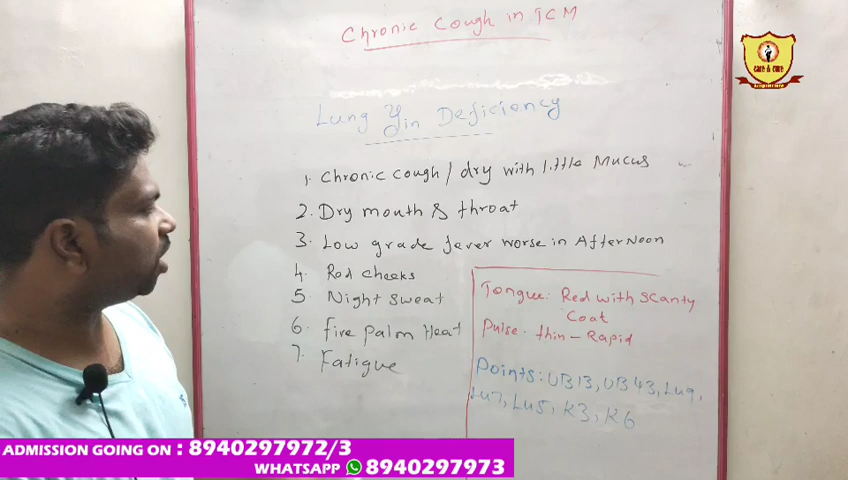 Chronic Cough in TCM
care & cure
Lung Yin Deficiency
1. Chronic cough / dry with little Mucus
2. Dry mouth & throat
3. Low grade fever worse in AfterNoon
4. Red cheeks
5 Night Sweat
6. Five Palm Heat
7. Fatigue
Tongue: Red with Scanty
Coat
Pulse. thin - Rapid
Points: UB13, UB43, Lu9,
Lu7, Lu5, K3, K6
ADMISSION GOING ON : 8940297972/3
WHATSAPP 8940297973